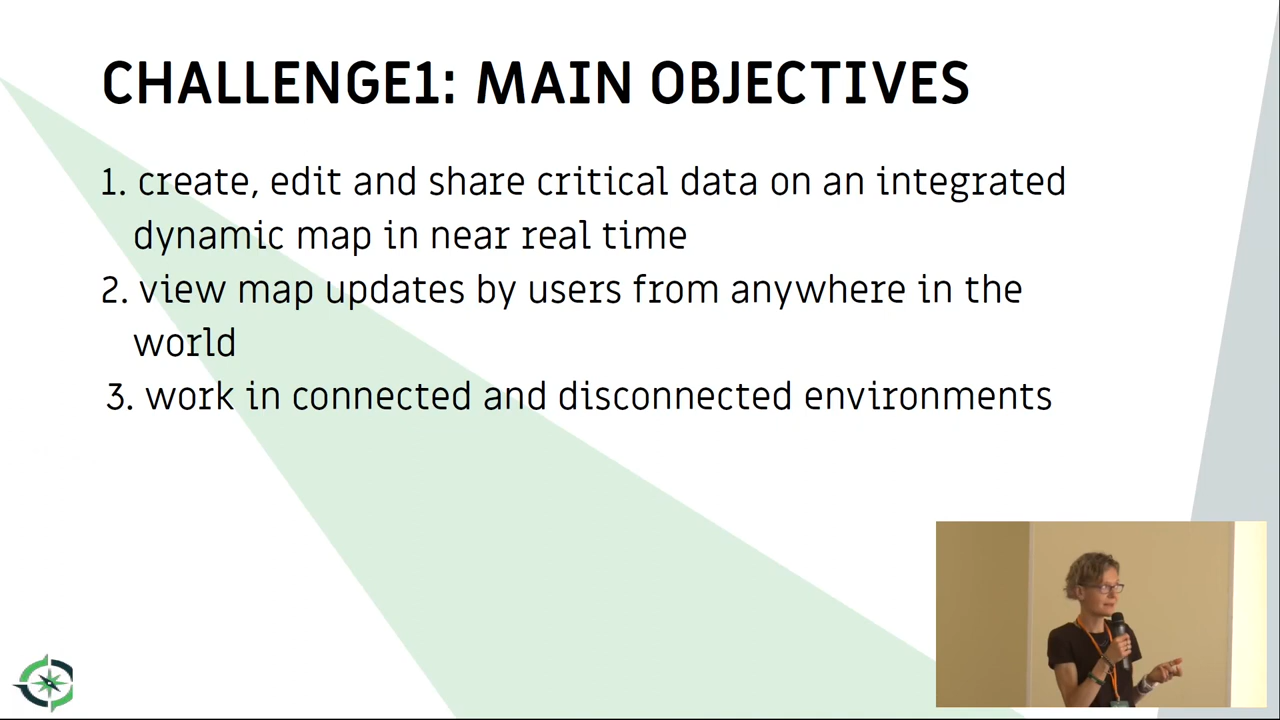 CHALLENGE1: MAIN OBJECTIVES
1. create, edit and share critical data on an integrated
dynamic map in near real time
2. view map updates by users from anywhere in the
world
3. work in connected and disconnected environments